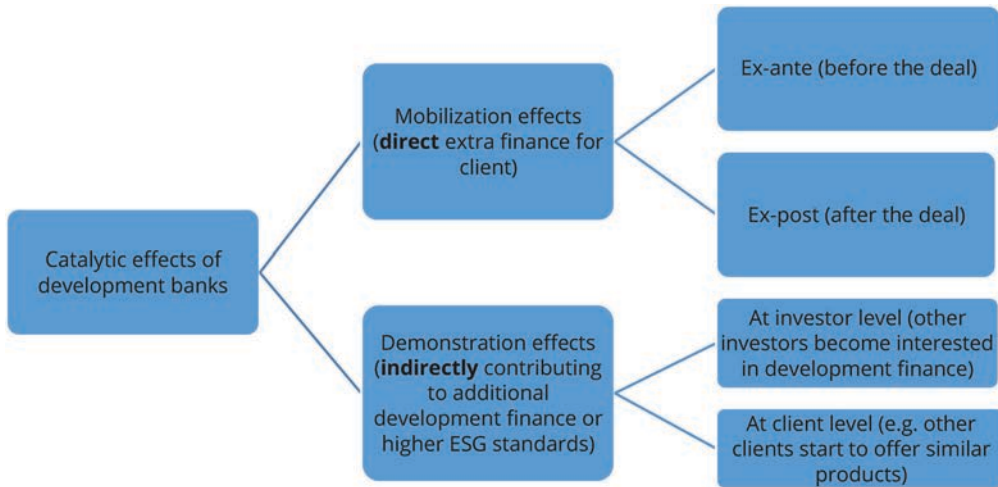 Catalytic effects of
development banks
Mobilization effects
(direct extra finance for
client)
Ex-ante (before the deal)
Ex-post (after the deal)
Demonstration effects
(indirectly contributing
to additional
development finance or
higher ESG standards)
At investor level (other
investors become interested
in development finance)
At client level (e.g. other
clients start to offer similar
products)